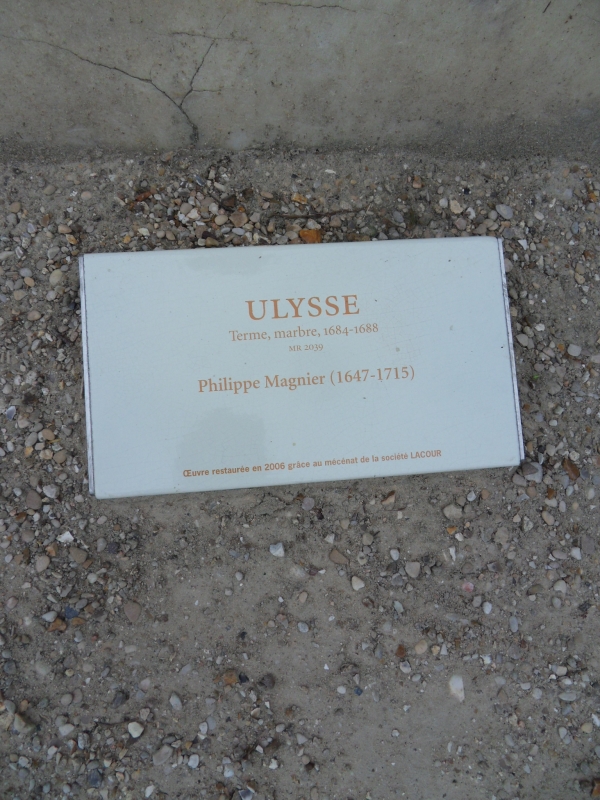 ULYSSE
Terme, marbre, 1684-1688
MR 2039
Philippe Magnier (1647-1715)
Œuvre restaurée en 2006 grâce au mécénat de la société LACOUR